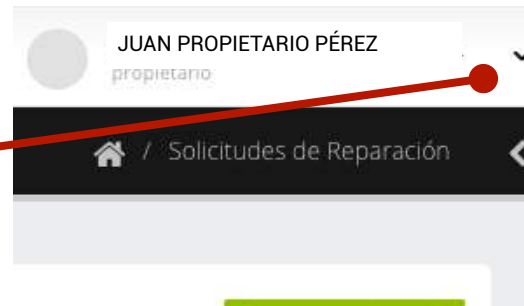 JUAN PROPIETARIO PÉREZ
propietario
/ Solicitudes de Reparación